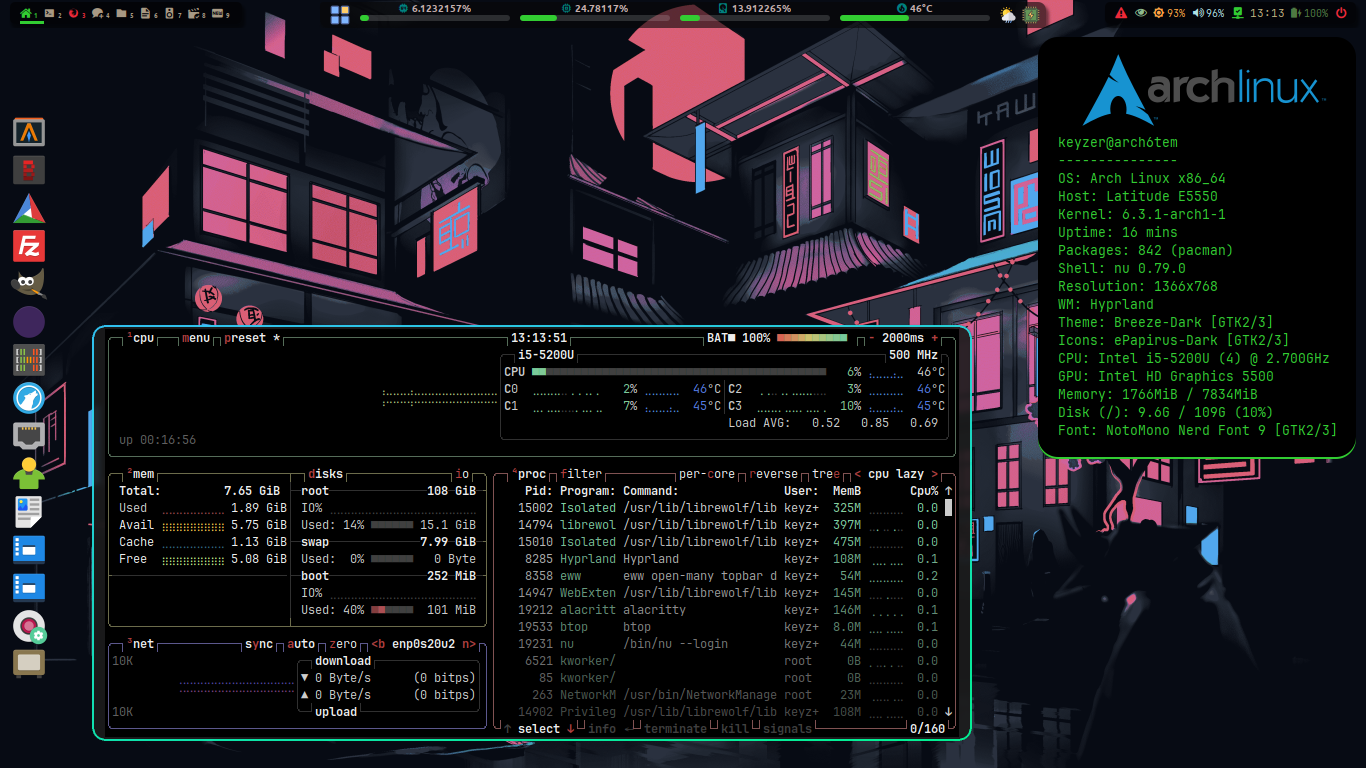 1 2 3 4 5 6 7 8 9
6.1232157% 24.78117% 13.912265% 46°C
93% 96% 13:13 100%
archlinux
keyzer@arch6tem
---------------
OS: Arch Linux x86_64
Host: Latitude E5550
Kernel: 6.3.1-arch1-1
Uptime: 16 mins
Packages: 842 (pacman)
Shell: nu 0.79.0
Resolution: 1366x768
WM: Hyprland
Theme: Breeze-Dark [GTK2/3]
Icons: ePapirus-Dark [GTK2/3]
CPU: Intel i5-5200U (4) @ 2.700GHz
GPU: Intel HD Graphics 5500
Memory: 1766MiB / 7834MiB
Disk (/): 9.6G / 109G (10%)
Font: NotoMono Nerd Font 9 [GTK2/3]
KAW
Fz
1cpu menu preset * 13:13:51 BAT■ 100% - 2000ms +
i5-5200U 500 MHz
CPU 6% 46°C
C0 2% 46°C C2 3% 46°C
C1 7% 45°C C3 10% 45°C
Load AVG: 0.52 0.85 0.69
up 00:16:56
2mem disks io
Total: 7.65 GiB root 108 GiB
Used 1.89 GiB IO%
Avail 5.75 GiB Used: 14% 15.1 GiB
Cache 1.13 GiB swap 7.99 GiB
Free 5.08 GiB Used: 0% 0 Byte
boot 252 MiB
IO%
Used: 40% 101 MiB
3net sync auto zero <b enp0s20u2 n>
10K download
▼ 0 Byte/s (0 bitps)
▲ 0 Byte/s (0 bitps)
10K upload
4proc filter per-core reverse tree < cpu lazy >
Pid: Program: Command: User: MemB Cpu% ↑
15002 Isolated /usr/lib/librewolf/lib keyz+ 325M 0.0
14794 librewol /usr/lib/librewolf/lib keyz+ 397M 0.0
15010 Isolated /usr/lib/librewolf/lib keyz+ 475M 0.0
8285 Hyprland Hyprland keyz+ 108M 0.1
8358 eww eww open-many topbar d keyz+ 54M 0.2
14947 WebExten /usr/lib/librewolf/lib keyz+ 145M 0.0
19212 alacritt alacritty keyz+ 146M 0.1
19533 btop btop keyz+ 8.0M 0.1
19231 nu /bin/nu --login keyz+ 44M 0.0
6521 kworker/ root 0B 0.0
85 kworker/ root 0B 0.0
263 NetworkM /usr/bin/NetworkManage root 23M 0.0
14902 Privileg /usr/lib/librewolf/lib keyz+ 108M 0.0 ↓
↑ select ↓ info ← terminate kill signals 0/160